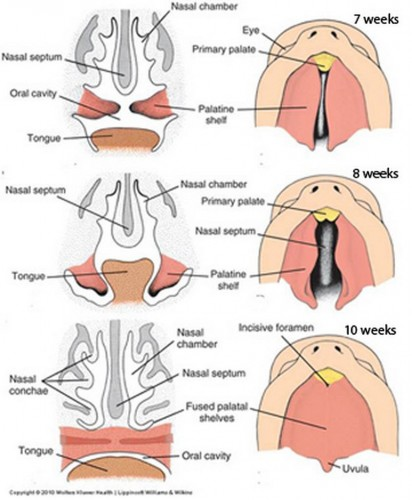 Nasal chamber
7 weeks
Eye
Primary palate
Nasal septum
Oral cavity
Palatine
shelf
Tongue
8 weeks
Nasal septum
Nasal chamber
Primary palate
Nasal septum
Tongue
Palatine
shelf
Incisive foramen
10 weeks
Nasal
chamber
Nasal septum
Nasal
conchae
Fused palatal
shelves
Tongue
Oral cavity
Uvula
Copyright © 2010 Wolters Kluwer Health | Lippincott Williams & Wilkins